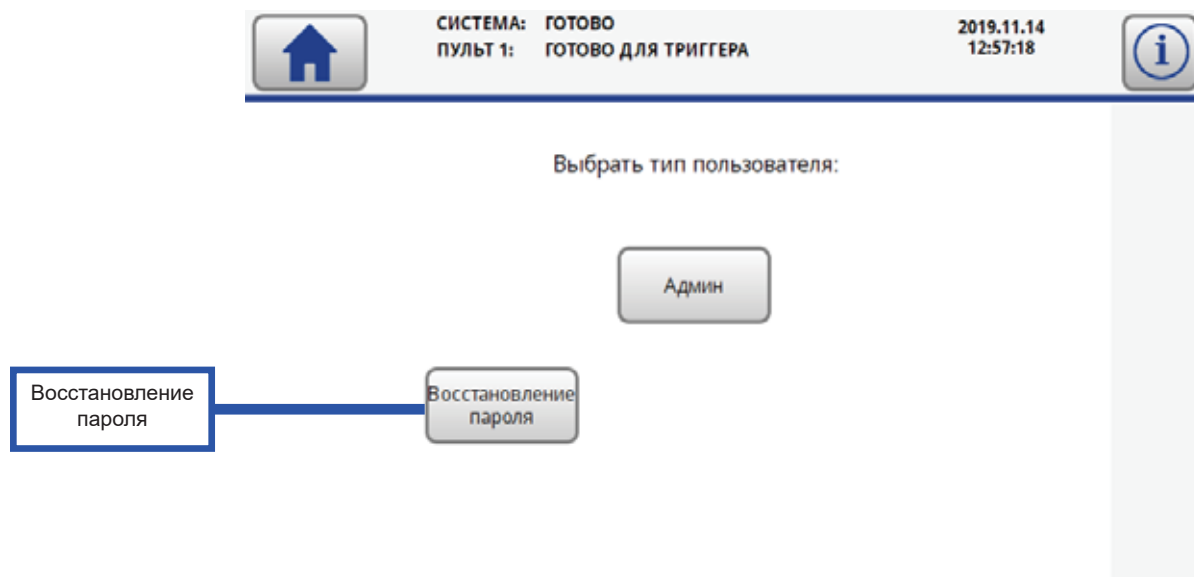 СИСТЕМА: ГОТОВО
ПУЛЬТ 1: ГОТОВО ДЛЯ ТРИГГЕРА
2019.11.14
12:57:18
i
Выбрать тип пользователя:
Админ
Восстановление
пароля
Восстановление
пароля